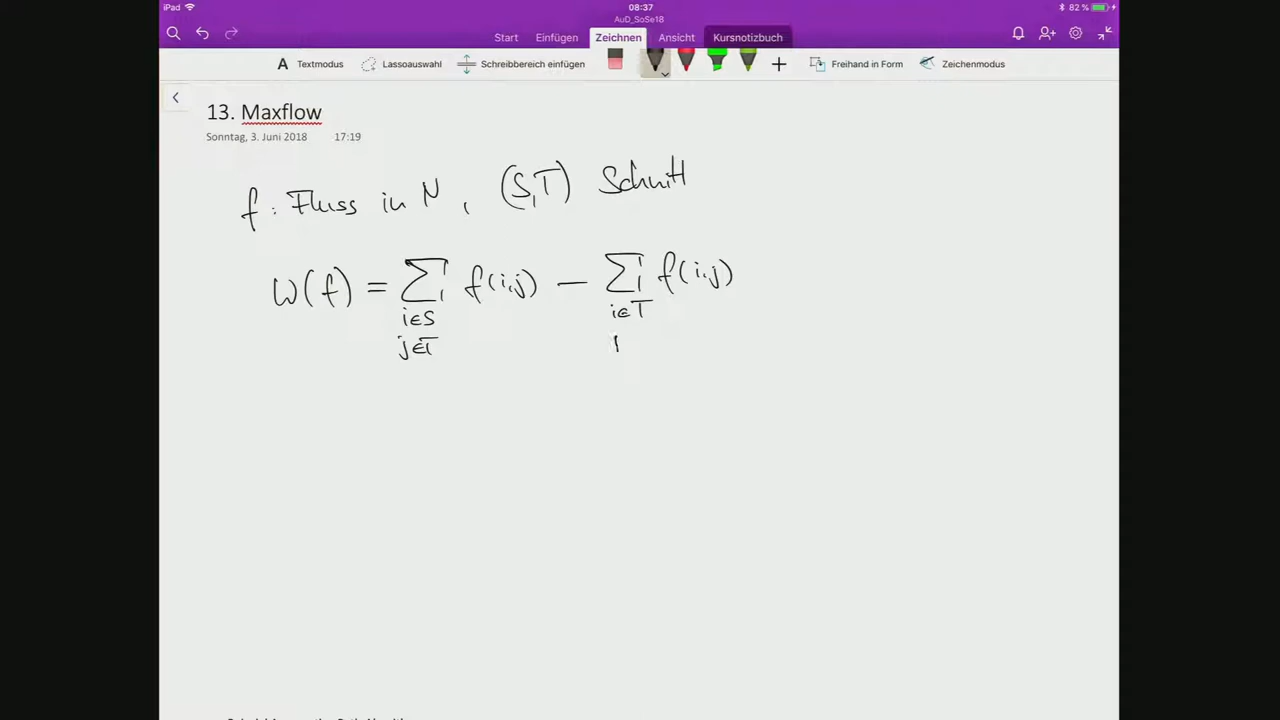 iPad
08:37
82 %
AuD_SoSe18
Start Einfügen Zeichnen Ansicht Kursnotizbuch
A Textmodus Lassoauswahl Schreibbereich einfügen Freihand in Form Zeichenmodus
13. Maxflow
Sonntag, 3. Juni 2018 17:19
f: Fluss in N, (S,T) Schnitt
w(f) = ∑ f(i,j) − ∑ f(i,j)
i∈S i∈T
j∈T